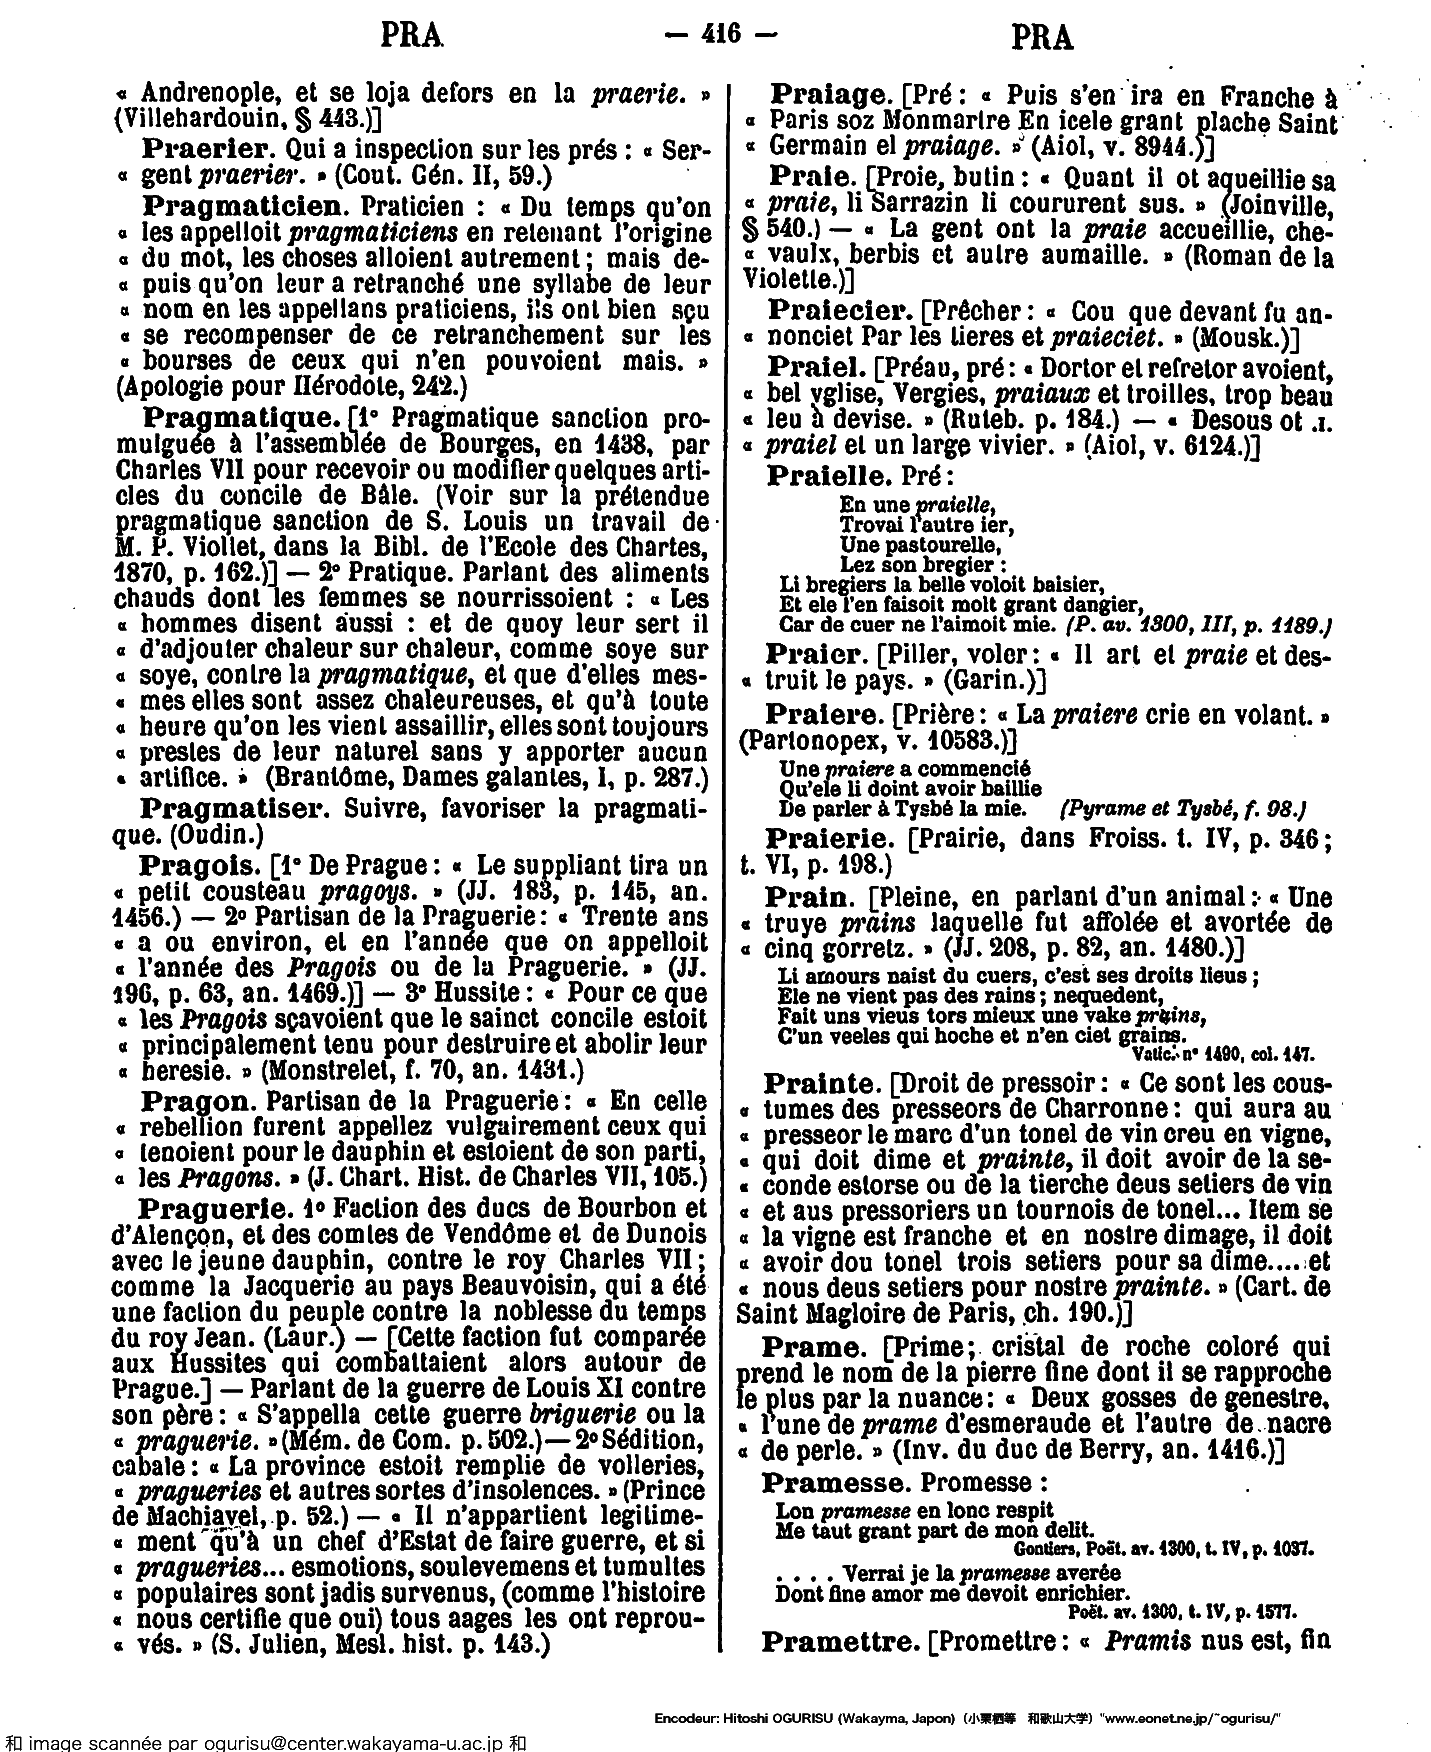 PRA
— 416 —
PRA
« Andrenople, et se loja defors en la praerie. »
(Villehardouin, § 443.)]
Praerier. Qui a inspection sur les prés : « Ser-
« gent praerier. » (Cout. Gén. II, 59.)
Pragmaticien. Praticien : « Du temps qu'on
« les appelloit pragmaticiens en retenant l'origine
« du mot, les choses alloient autrement ; mais de-
« puis qu'on leur a retranché une syllabe de leur
« nom en les appellans praticiens, ils ont bien sçu
« se recompenser de ce retranchement sur les
« bourses de ceux qui n'en pouvoient mais. »
(Apologie pour Hérodote, 242.)
Pragmatique. [1° Pragmatique sanction pro-
mulguée à l'assemblée de Bourges, en 1438, par
Charles VII pour recevoir ou modifier quelques arti-
cles du concile de Bâle. (Voir sur la prétendue
pragmatique sanction de S. Louis un travail de
M. P. Viollet, dans la Bibl. de l'Ecole des Chartes,
1870, p. 162.)] — 2° Pratique. Parlant des aliments
chauds dont les femmes se nourrissoient : « Les
« hommes disent aussi : et de quoy leur sert il
« d'adjouter chaleur sur chaleur, comme soye sur
« soye, contre la pragmatique, et que d'elles mes-
« mes elles sont assez chaleureuses, et qu'à toute
« heure qu'on les vient assaillir, elles sont toujours
« prestes de leur naturel sans y apporter aucun
« artifice. » (Brantôme, Dames galantes, I, p. 287.)
Pragmatiser. Suivre, favoriser la pragmati-
que. (Oudin.)
Pragois. [1° De Prague : « Le suppliant tira un
« petit cousteau pragoys. » (JJ. 183, p. 145, an.
1456.) — 2° Partisan de la Praguerie : « Trente ans
« a ou environ, et en l'année que on appelloit
« l'année des Pragois ou de la Praguerie. » (JJ.
196, p. 63, an. 1469.)] — 3° Hussite : « Pour ce que
« les Pragois sçavoient que le sainct concile estoit
« principalement tenu pour destruire et abolir leur
« heresie. » (Monstrelet, f. 70, an. 1431.)
Pragon. Partisan de la Praguerie : « En celle
« rebellion furent appellez vulgairement ceux qui
« tenoient pour le dauphin et estoient de son parti,
« les Pragons. » (J. Chart. Hist. de Charles VII, 105.)
Praguerie. 1° Faction des ducs de Bourbon et
d'Alençon, et des comtes de Vendôme et de Dunois
avec le jeune dauphin, contre le roy Charles VII ;
comme la Jacquerie au pays Beauvoisin, qui a été
une faction du peuple contre la noblesse du temps
du roy Jean. (Laur.) — [Cette faction fut comparée
aux Hussites qui combattaient alors autour de
Prague.] — Parlant de la guerre de Louis XI contre
son père : « S'appella cette guerre briguerie ou la
« praguerie. » (Mém. de Com. p. 502.) — 2° Sédition,
cabale : « La province estoit remplie de volleries,
« pragueries et autres sortes d'insolences. » (Prince
de Machiavel, p. 52.) — « Il n'appartient legitime-
« ment qu'à un chef d'Estat de faire guerre, et si
« pragueries... esmotions, soulevemens et tumultes
« populaires sont jadis survenus, (comme l'histoire
« nous certifie que oui) tous aages les ont reprou-
« vés. » (S. Julien, Mesl. hist. p. 143.)
Praiage. [Pré : « Puis s'en ira en Franche à
« Paris soz Monmartre En icele grant plache Saint
« Germain el praiage. » (Aiol, v. 8944.)]
Praie. [Proie, butin : « Quant il ot aqueillie sa
« praie, li Sarrazin li coururent sus. » (Joinville,
§ 540.) — « La gent ont la praie accueillie, che-
« vaulx, berbis et autre aumaille. » (Roman de la
Violette.)]
Praiecier. [Prêcher : « Cou que devant fu an-
« nonciet Par les lieres et praieciet. » (Mousk.)]
Praiel. [Préau, pré : « Dortor et refretor avoient,
« bel yglise, Vergies, praiaux et troilles, trop beau
« leu à devise. » (Ruteb. p. 184.) — « Desous ot .I.
« praiel et un large vivier. » (Aiol, v. 6124.)]
Praielle. Pré :
En une praielle,
Trovai l'autre ier,
Une pastourelle,
Lez son bregier :
Li bregiers la belle voloit baisier,
Et ele l'en faisoit molt grant dangier,
Car de cuer ne l'aimoit mie. (P. av. 1300, III, p. 1189.)
Praier. [Piller, voler : « Il art et praie et des-
« truit le pays. » (Garin.)]
Praiere. [Prière : « La praiere crie en volant. »
(Partonopex, v. 10583.)]
Une praiere a commencié
Qu'ele li doint avoir baillie
De parler à Tysbé la mie. (Pyrame et Tysbé, f. 98.)
Praierie. [Prairie, dans Froiss. t. IV, p. 346 ;
t. VI, p. 198.)
Prain. [Pleine, en parlant d'un animal : « Une
« truye prains laquelle fut affolée et avortée de
« cinq gorretz. » (JJ. 208, p. 82, an. 1480.)]
Li amours naist du cuers, c'est ses droits lieus ;
Ele ne vient pas des rains ; nequedent,
Fait uns vieus tors mieux une vake prains,
C'un veeles qui hoche et n'en ciet grains.
Vatic. n° 1490, col. 147.
Prainte. [Droit de pressoir : « Ce sont les cous-
« tumes des presseors de Charronne : qui aura au
« presseor le marc d'un tonel de vin creu en vigne,
« qui doit dime et prainte, il doit avoir de la se-
« conde estorse ou de la tierche deus setiers de vin
« et aus pressoriers un tournois de tonel... Item se
« la vigne est franche et en nostre dimage, il doit
« avoir dou tonel trois setiers pour sa dime.... et
« nous deus setiers pour nostre prainte. » (Cart. de
Saint Magloire de Paris, ch. 190.)]
Prame. [Prime ; cristal de roche coloré qui
prend le nom de la pierre fine dont il se rapproche
le plus par la nuance : « Deux gosses de genestre,
« l'une de prame d'esmeraude et l'autre de nacre
« de perle. » (Inv. du duc de Berry, an. 1416.)]
Pramesse. Promesse :
Lon pramesse en lonc respit
Me taut grant part de mon delit.
Gontiers, Poët. av. 1300, t. IV, p. 1037.
. . . . Verrai je la pramesse averée
Dont fine amor me devoit enrichier.
Poët. av. 1300, t. IV, p. 1577.
Pramettre. [Promettre : « Pramis nus est, fin
Encodeur: Hitoshi OGURISU (Wakayma, Japon) (小栗栖等 和歌山大学) "www.eonet.ne.jp/~ogurisu/"
和 image scannée par ogurisu@center.wakayama-u.ac.jp 和